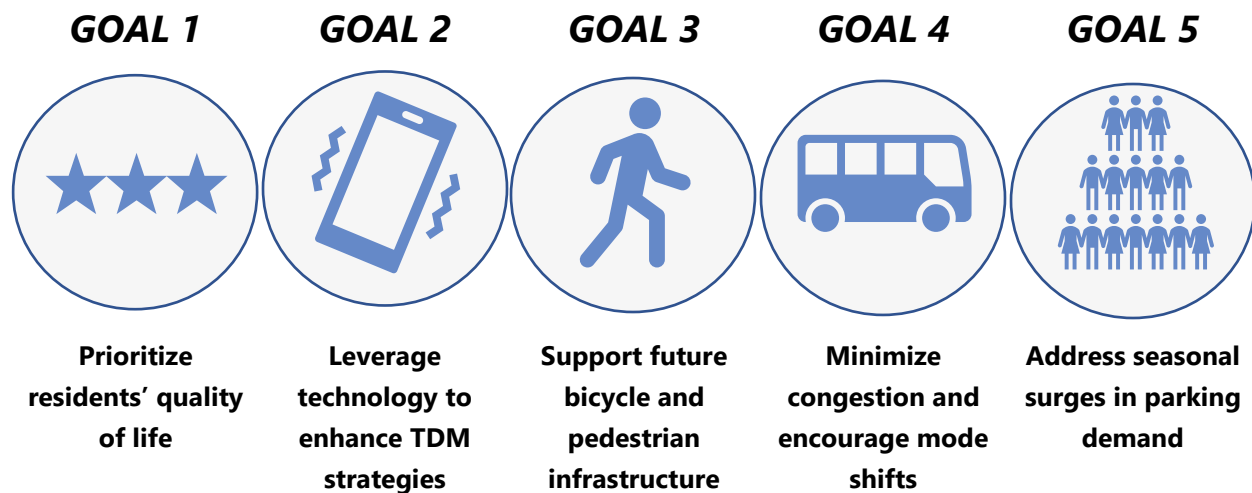 GOAL 1
GOAL 2
GOAL 3
GOAL 4
GOAL 5
Prioritize
residents’ quality
of life
Leverage
technology to
enhance TDM
strategies
Support future
bicycle and
pedestrian
infrastructure
Minimize
congestion and
encourage mode
shifts
Address seasonal
surges in parking
demand